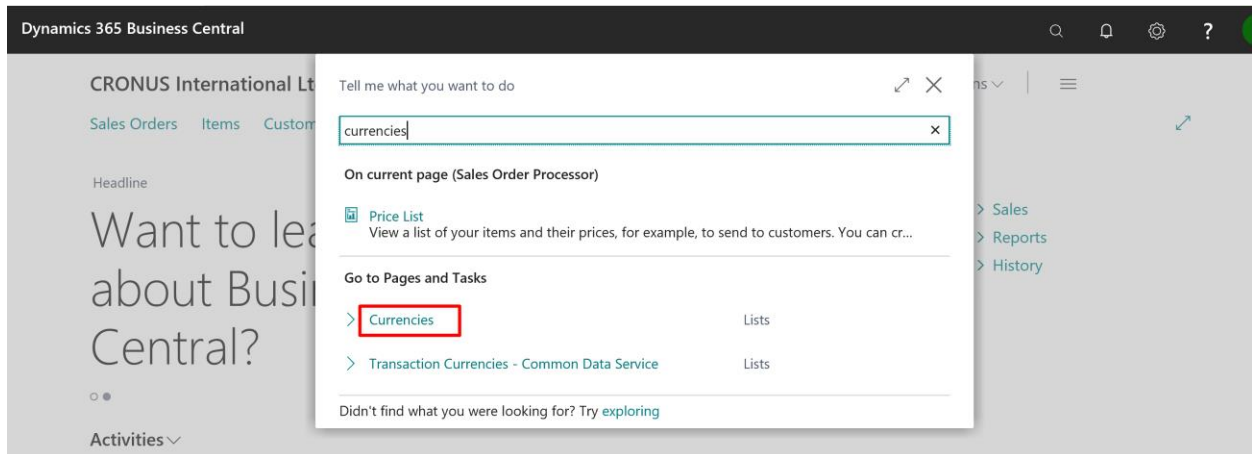 Dynamics 365 Business Central
?
CRONUS International Lt
ns
Sales Orders Items Custom
Headline
Want to lea
about Busi
Central?
Activities
Tell me what you want to do
currencies
On current page (Sales Order Processor)
Price List
View a list of your items and their prices, for example, to send to customers. You can cr...
Go to Pages and Tasks
Currencies Lists
Transaction Currencies - Common Data Service Lists
Didn't find what you were looking for? Try exploring
Sales
Reports
History